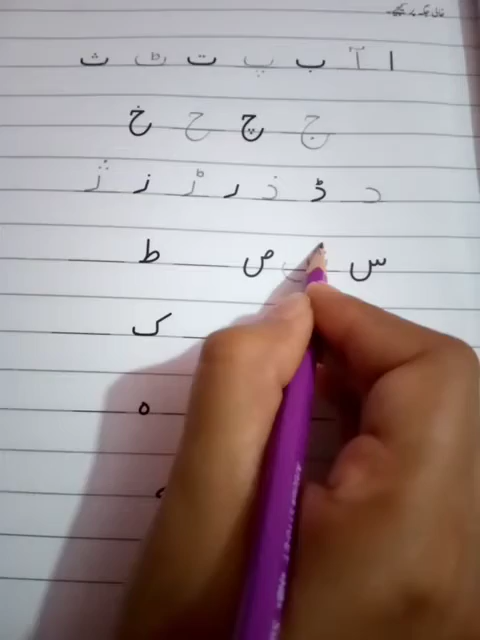 ا آ ب پ ت ٹ ث
ج چ ح خ
د ڈ ذ ر ڑ ز ژ
س ص ط
ک
ہ